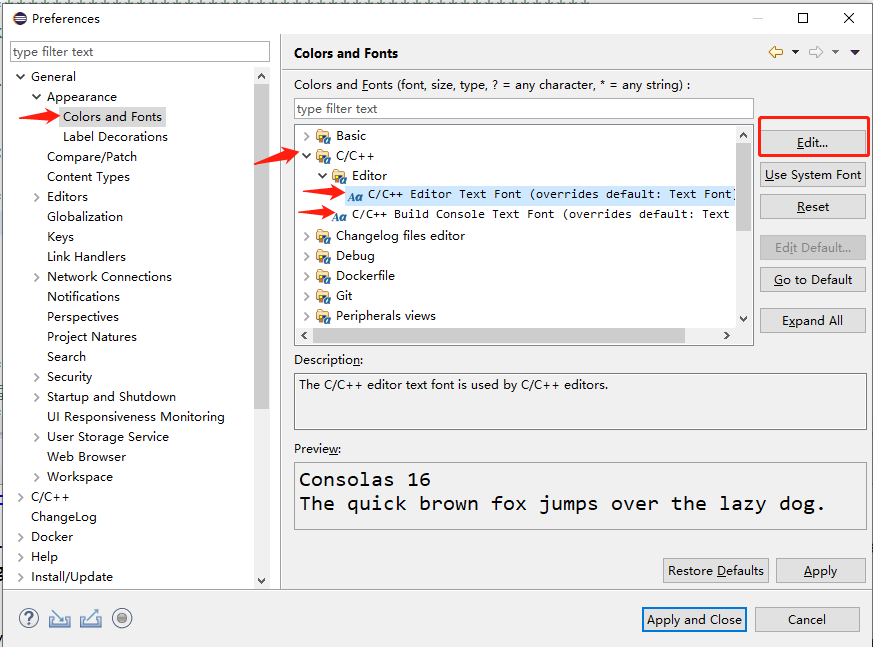 Preferences
type filter text
General
Appearance
Colors and Fonts
Label Decorations
Compare/Patch
Content Types
Editors
Globalization
Keys
Link Handlers
Network Connections
Notifications
Perspectives
Project Natures
Search
Security
Startup and Shutdown
UI Responsiveness Monitoring
User Storage Service
Web Browser
Workspace
C/C++
ChangeLog
Docker
Help
Install/Update
Colors and Fonts
Colors and Fonts (font, size, type, ? = any character, * = any string) :
type filter text
Basic
C/C++
Editor
Aa C/C++ Editor Text Font (overrides default: Text Font)
Aa C/C++ Build Console Text Font (overrides default: Text
Changelog files editor
Debug
Dockerfile
Git
Peripherals views
Edit...
Use System Font
Reset
Edit Default...
Go to Default
Expand All
Description:
The C/C++ editor text font is used by C/C++ editors.
Preview:
Consolas 16
The quick brown fox jumps over the lazy dog.
Restore Defaults
Apply
Apply and Close
Cancel